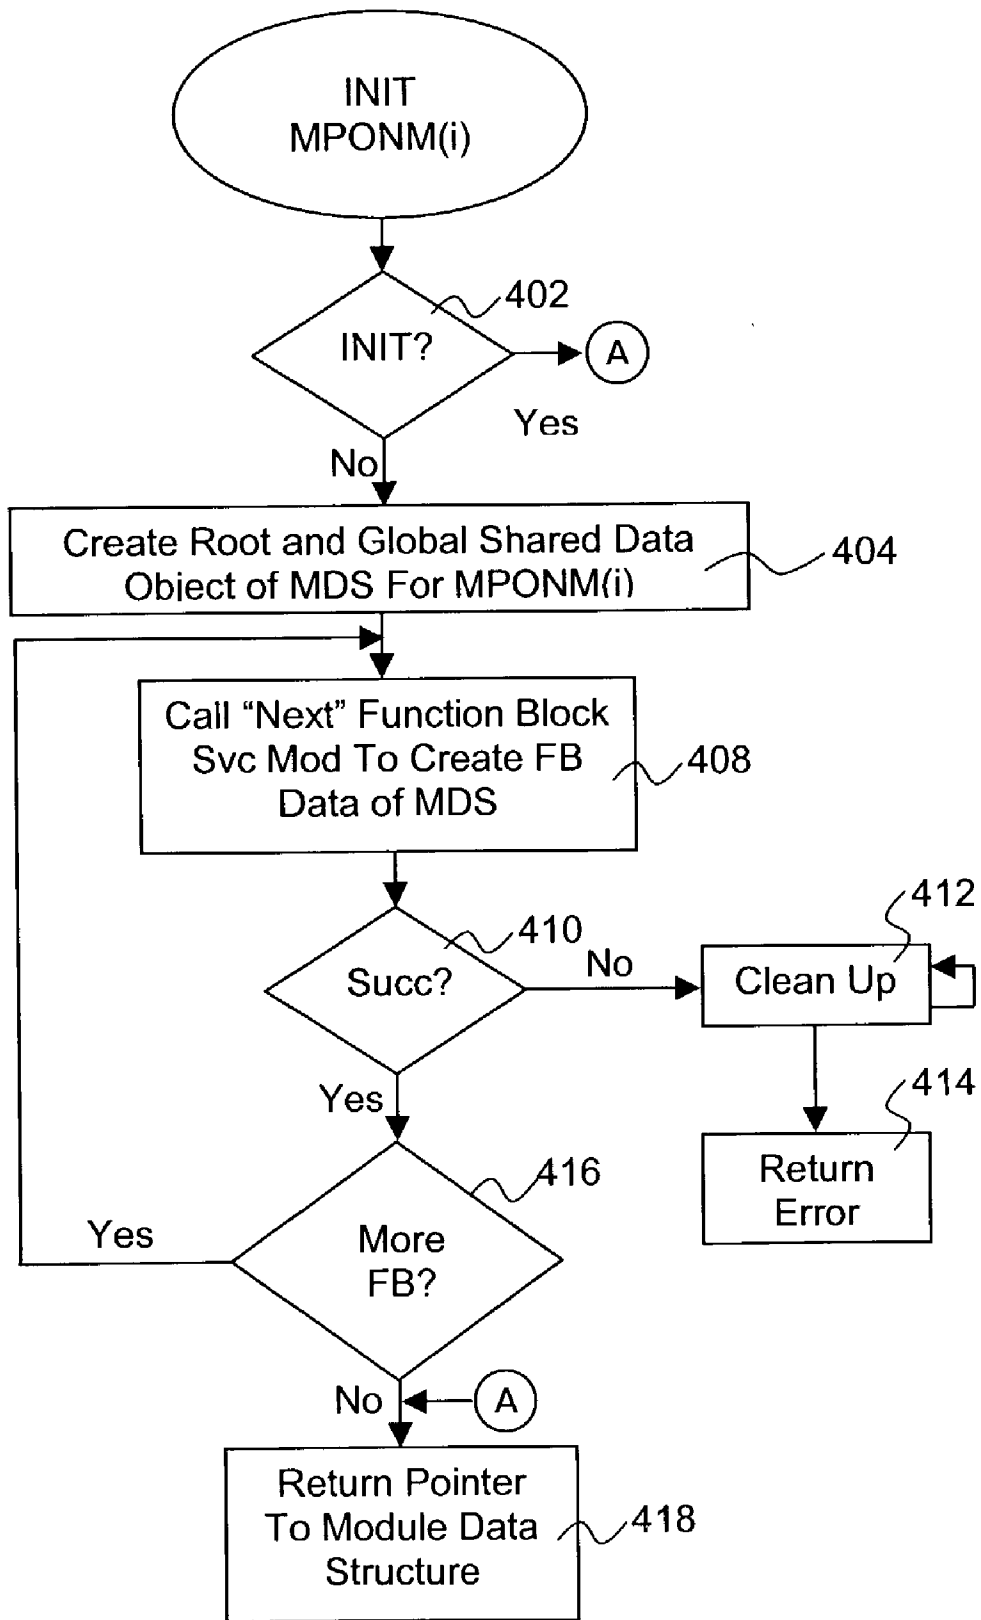 INIT
MPONM(i)
402
INIT?
A
Yes
No
Create Root and Global Shared Data
Object of MDS For MPONM(i)
404
Call “Next” Function Block
Svc Mod To Create FB
Data of MDS
408
410
Succ?
No
412
Clean Up
Yes
414
Return
Error
416
More
FB?
Yes
No
A
Return Pointer
To Module Data
Structure
418